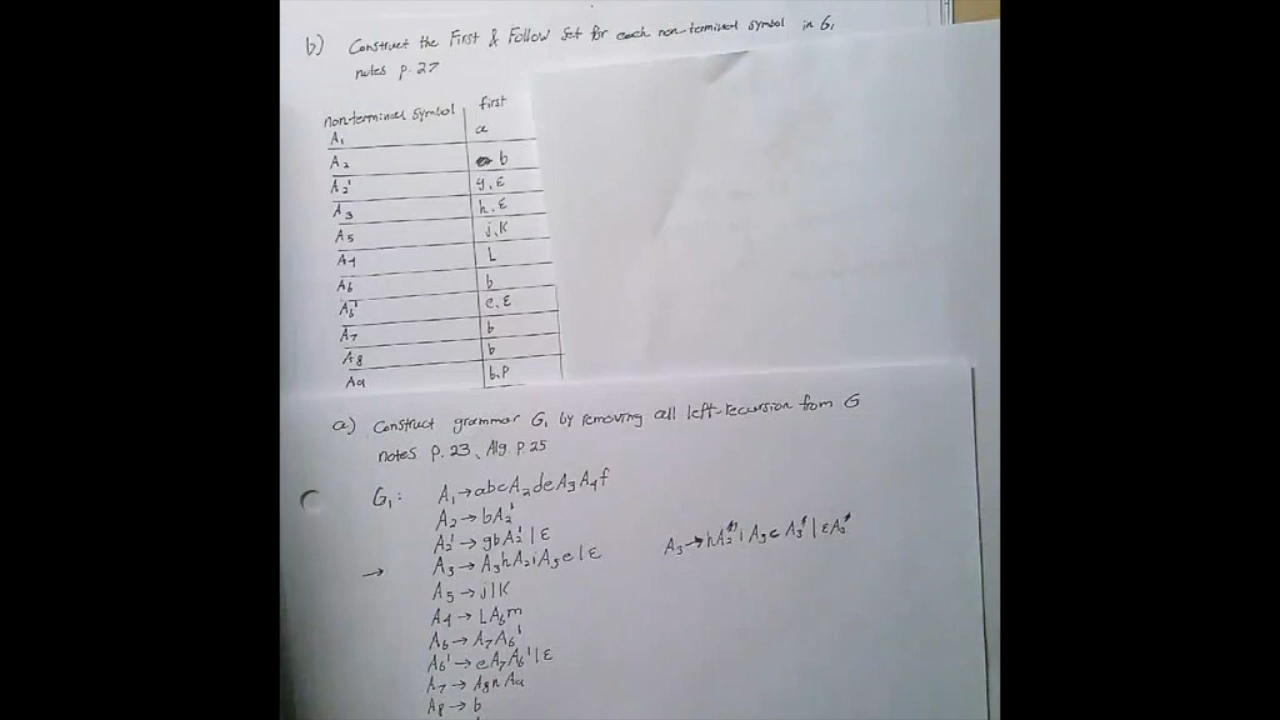 b) Construct the First & Follow Set for each non-terminal symbol in G₁
notes p. 27
non-terminal symbol first
A₁ a
A₂ b
A₂' g, ε
A₃ h, ε
A₅ j, K
A₄ L
A₆ b
A₆' e, ε
A₇ b
A₈ b
A₉ b, P
a) Construct grammar G₁ by removing all left-recursion from G
notes p. 23, Alg. p. 25
G₁: A₁ → abcA₂deA₃A₄f
A₂ → bA₂'
A₂' → gbA₂' | ε
→ A₃ → A₃hA₂iA₅e | ε
A₅ → j | K
A₄ → LA₆m
A₆ → A₇A₆'
A₆' → eA₇A₆' | ε
A₇ → A₈nA₉
A₈ → b